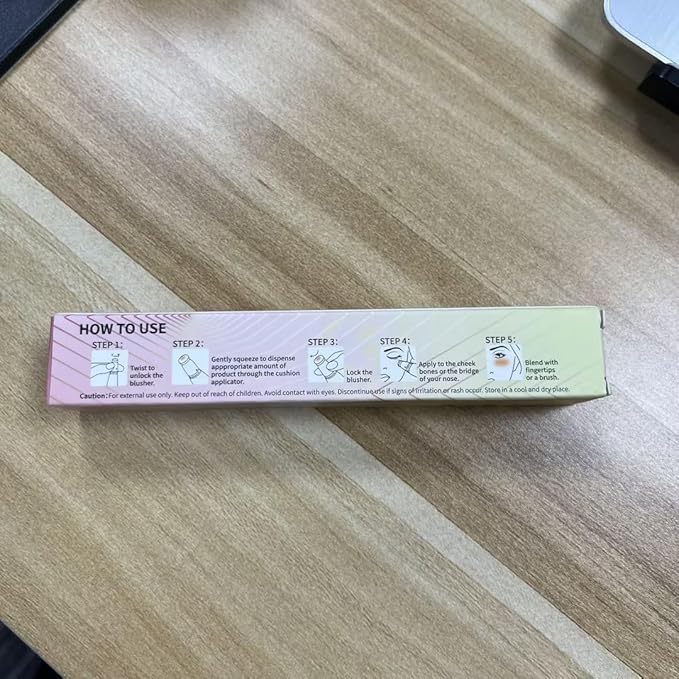 HOW TO USE
STEP 1:
Twist to
unlock the
blusher.
STEP 2:
Gently squeeze to dispense
apppropriate amount of
product through the cushion
applicator.
STEP 3:
Lock the
blusher.
STEP 4:
Apply to the cheek
bones or the bridge
of your nose.
STEP 5:
Blend with
fingertips
or a brush.
Caution:For external use only. Keep out of reach of children. Avoid contact with eyes. Discontinue use if signs of irritation or rash occur. Store in a cool and dry place.